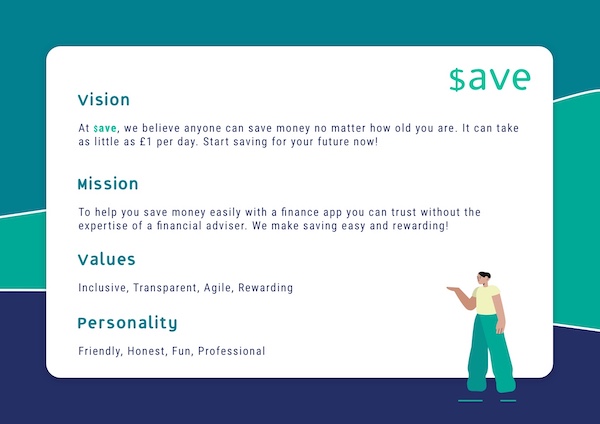 $ave
Vision
At $ave, we believe anyone can save money no matter how old you are. It can take
as little as £1 per day. Start saving for your future now!
Mission
To help you save money easily with a finance app you can trust without the
expertise of a financial adviser. We make saving easy and rewarding!
Values
Inclusive, Transparent, Agile, Rewarding
Personality
Friendly, Honest, Fun, Professional